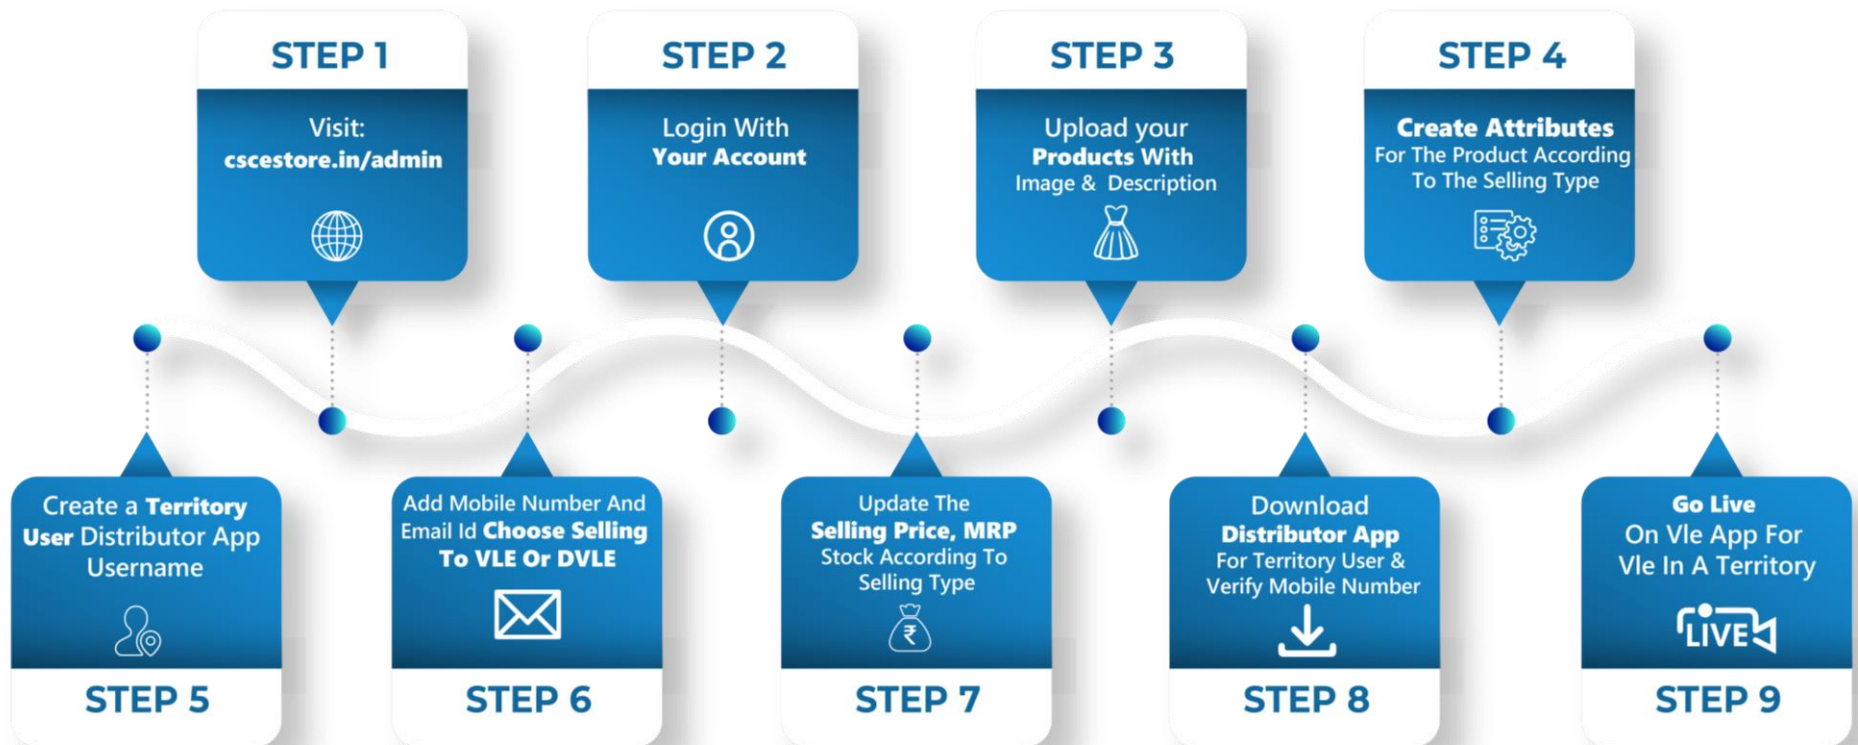 STEP 1
Visit:
cscestore.in/admin
STEP 2
Login With
Your Account
STEP 3
Upload your
Products With
Image & Description
STEP 4
Create Attributes
For The Product According
To The Selling Type
Create a Territory
User Distributor App
Username
STEP 5
Add Mobile Number And
Email Id Choose Selling
To VLE Or DVLE
STEP 6
Update The
Selling Price, MRP
Stock According To
Selling Type
₹
STEP 7
Download
Distributor App
For Territory User &
Verify Mobile Number
STEP 8
Go Live
On Vle App For
Vle In A Territory
LIVE
STEP 9